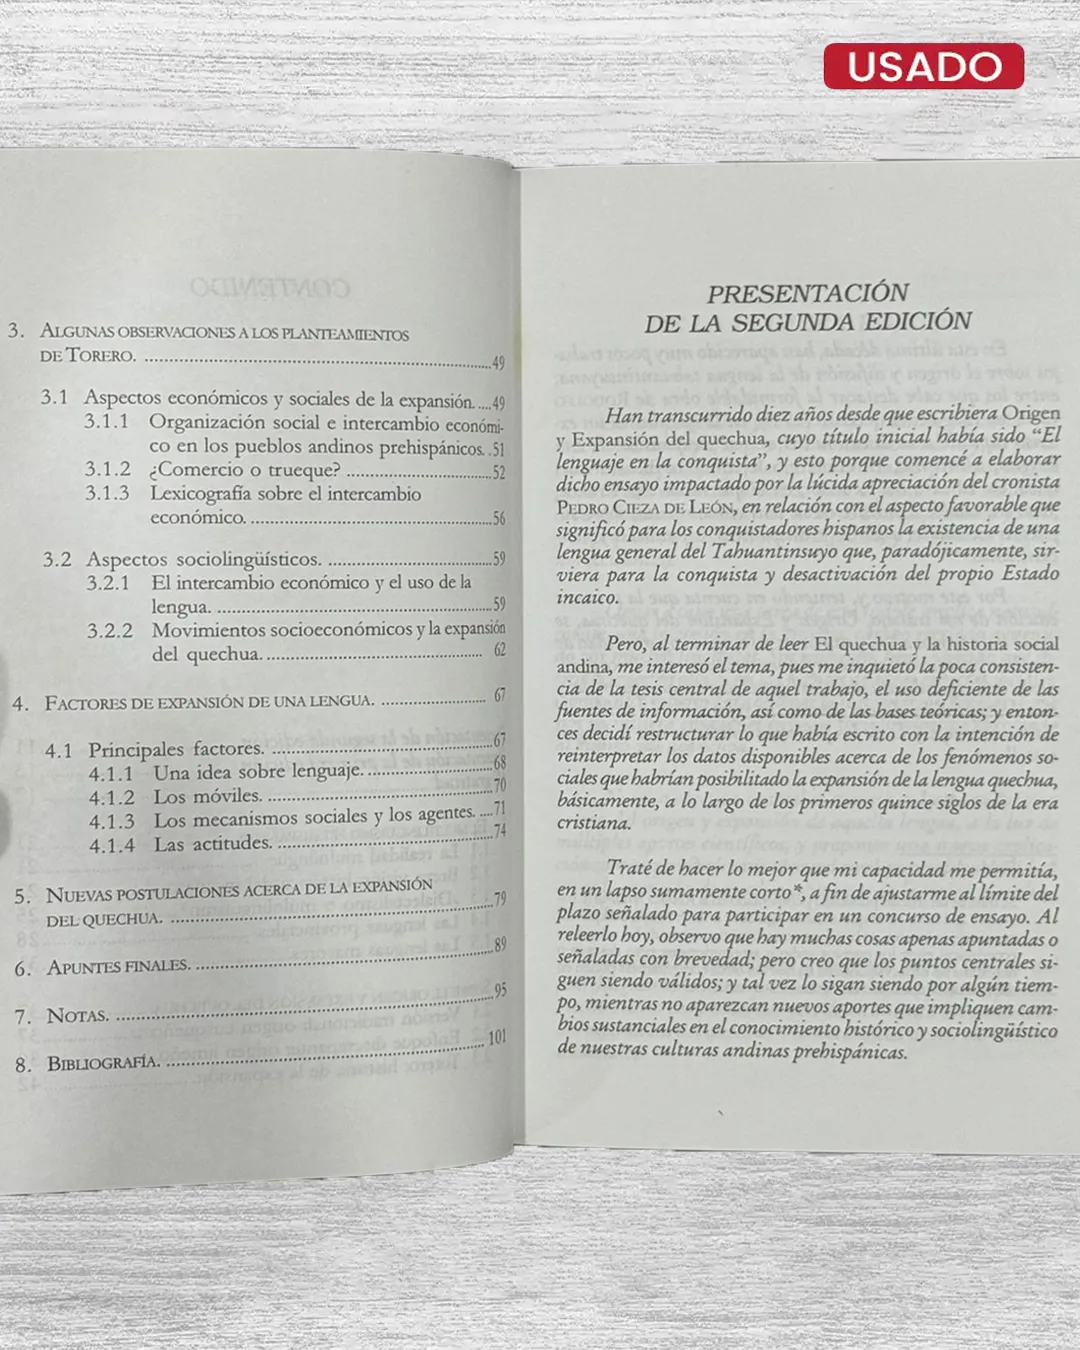 USADO
3. ALGUNAS OBSERVACIONES A LOS PLANTEAMIENTOS
DE TORERO. ................................................................49
3.1 Aspectos económicos y sociales de la expansión.....49
3.1.1 Organización social e intercambio económi-
co en los pueblos andinos prehispánicos. .51
3.1.2 ¿Comercio o trueque? ..............................52
3.1.3 Lexicografía sobre el intercambio
económico. ................................................56
3.2 Aspectos sociolingüísticos. ..................................59
3.2.1 El intercambio económico y el uso de la
lengua. .......................................................59
3.2.2 Movimientos socioeconómicos y la expansión
del quechua. ........................................... 62
4. FACTORES DE EXPANSIÓN DE UNA LENGUA. ..................... 67
4.1 Principales factores. .............................................67
4.1.1 Una idea sobre lenguaje. .........................68
4.1.2 Los móviles. ..............................................70
4.1.3 Los mecanismos sociales y los agentes. ....71
4.1.4 Las actitudes. ............................................74
5. NUEVAS POSTULACIONES ACERCA DE LA EXPANSIÓN
DEL QUECHUA. ................................................................79
6. APUNTES FINALES. ...........................................................89
7. NOTAS. ............................................................................95
8. BIBLIOGRAFÍA. ................................................................ 101
PRESENTACIÓN
DE LA SEGUNDA EDICIÓN
Han transcurrido diez años desde que escribiera Origen
y Expansión del quechua, cuyo título inicial había sido “El
lenguaje en la conquista”, y esto porque comencé a elaborar
dicho ensayo impactado por la lúcida apreciación del cronista
PEDRO CIEZA DE LEÓN, en relación con el aspecto favorable que
significó para los conquistadores hispanos la existencia de una
lengua general del Tahuantinsuyo que, paradójicamente, sir-
viera para la conquista y desactivación del propio Estado
incaico.
Pero, al terminar de leer El quechua y la historia social
andina, me interesó el tema, pues me inquietó la poca consisten-
cia de la tesis central de aquel trabajo, el uso deficiente de las
fuentes de información, así como de las bases teóricas; y enton-
ces decidí restructurar lo que había escrito con la intención de
reinterpretar los datos disponibles acerca de los fenómenos so-
ciales que habrían posibilitado la expansión de la lengua quechua,
básicamente, a lo largo de los primeros quince siglos de la era
cristiana.
Traté de hacer lo mejor que mi capacidad me permitía,
en un lapso sumamente corto*, a fin de ajustarme al límite del
plazo señalado para participar en un concurso de ensayo. Al
releerlo hoy, observo que hay muchas cosas apenas apuntadas o
señaladas con brevedad; pero creo que los puntos centrales si-
guen siendo válidos; y tal vez lo sigan siendo por algún tiem-
po, mientras no aparezcan nuevos aportes que impliquen cam-
bios sustanciales en el conocimiento histórico y sociolingüístico
de nuestras culturas andinas prehispánicas.